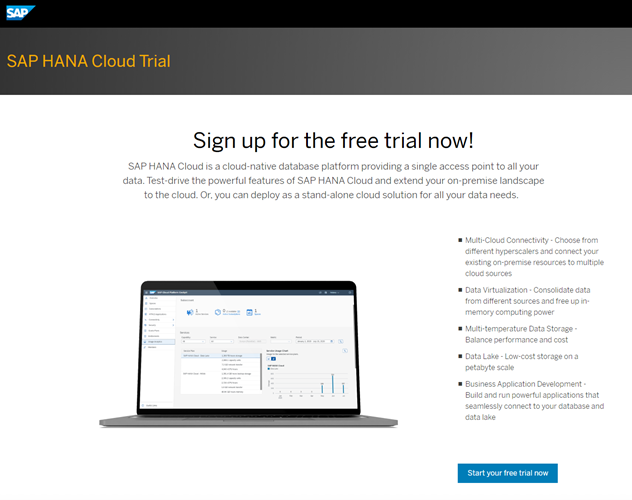 SAP
SAP HANA Cloud Trial
Sign up for the free trial now!
SAP HANA Cloud is a cloud-native database platform providing a single access point to all your
data. Test-drive the powerful features of SAP HANA Cloud and extend your on-premise landscape
to the cloud. Or, you can deploy as a stand-alone cloud solution for all your data needs.
Multi-Cloud Connectivity - Choose from
different hyperscalers and connect your
existing on-premise resources to multiple
cloud sources
Data Virtualization - Consolidate data
from different sources and free up in-
memory computing power
Multi-temperature Data Storage -
Balance performance and cost
Data Lake - Low-cost storage on a
petabyte scale
Business Application Development -
Build and run powerful applications that
seamlessly connect to your database and
data lake
Start your free trial now